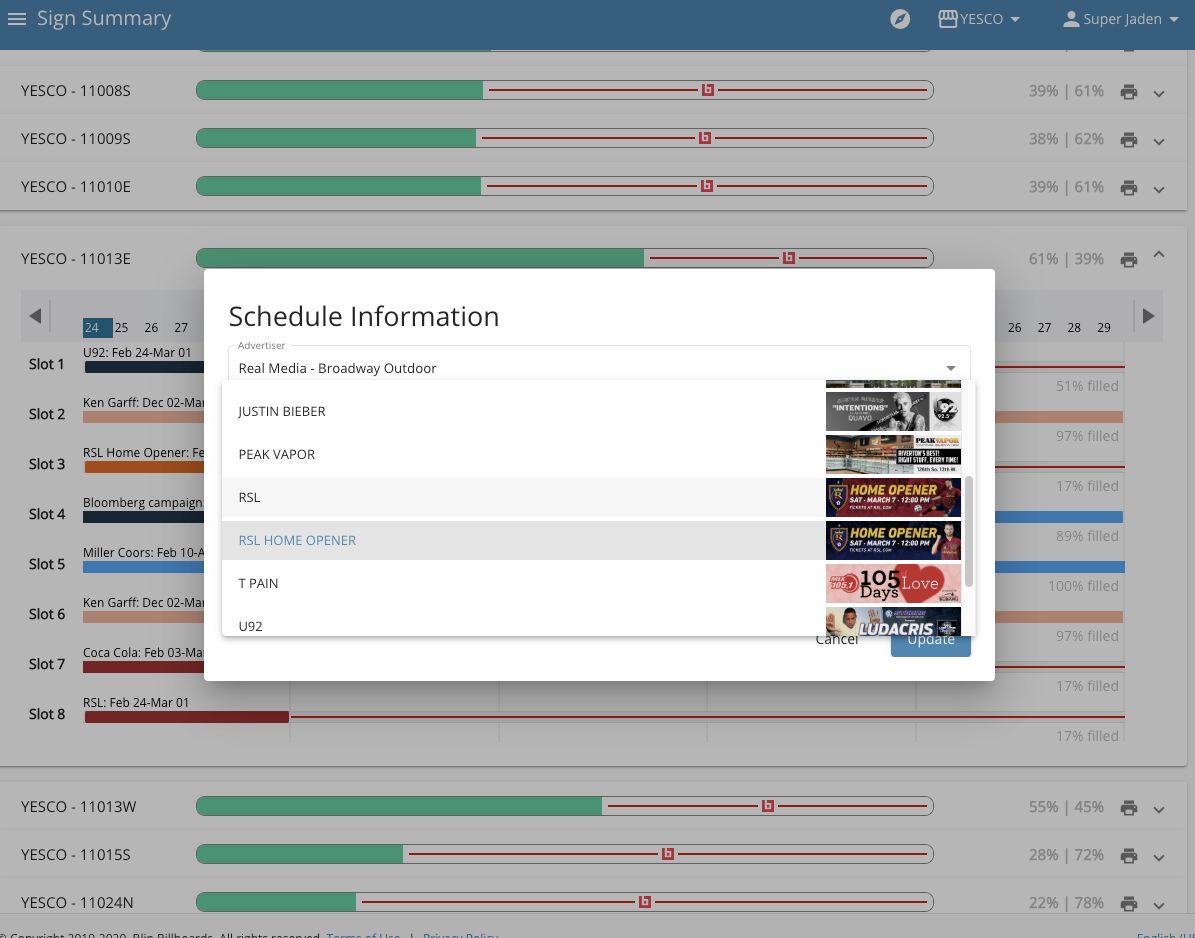 Sign Summary
YESCO
Super Jaden
YESCO - 11008S
39% | 61%
YESCO - 11009S
38% | 62%
YESCO - 11010E
39% | 61%
YESCO - 11013E
61% | 39%
24 25 26 27
26 27 28 29
Slot 1
U92: Feb 24-Mar 01
51% filled
Slot 2
Ken Garff: Dec 02-Mar
97% filled
Slot 3
RSL Home Opener: Fe
17% filled
Slot 4
Bloomberg campaign:
89% filled
Slot 5
Miller Coors: Feb 10-A
100% filled
Slot 6
Ken Garff: Dec 02-Mar
97% filled
Slot 7
Coca Cola: Feb 03-Ma
17% filled
Slot 8
RSL: Feb 24-Mar 01
17% filled
Schedule Information
Advertiser
Real Media - Broadway Outdoor
JUSTIN BIEBER
"INTENTIONS"
QUAVO
92
PEAK VAPOR
PEAKVAPOR
RIVERTON'S BEST!
RIGHT STUFF, EVERY TIME!
126th So. 13th W.
RSL
HOME OPENER
SAT - MARCH 7 - 12:00 PM
TICKETS AT RSL.COM
RSL HOME OPENER
HOME OPENER
SAT - MARCH 7 - 12:00 PM
TICKETS AT RSL.COM
T PAIN
MIX
105.1
105
Days
Love
U92
LUDACRIS
Cancel
Update
YESCO - 11013W
55% | 45%
YESCO - 11015S
28% | 72%
YESCO - 11024N
22% | 78%
© Copyright 2019-2020, Blip Billboards. All rights reserved. Terms of Use | Privacy Policy
English (U